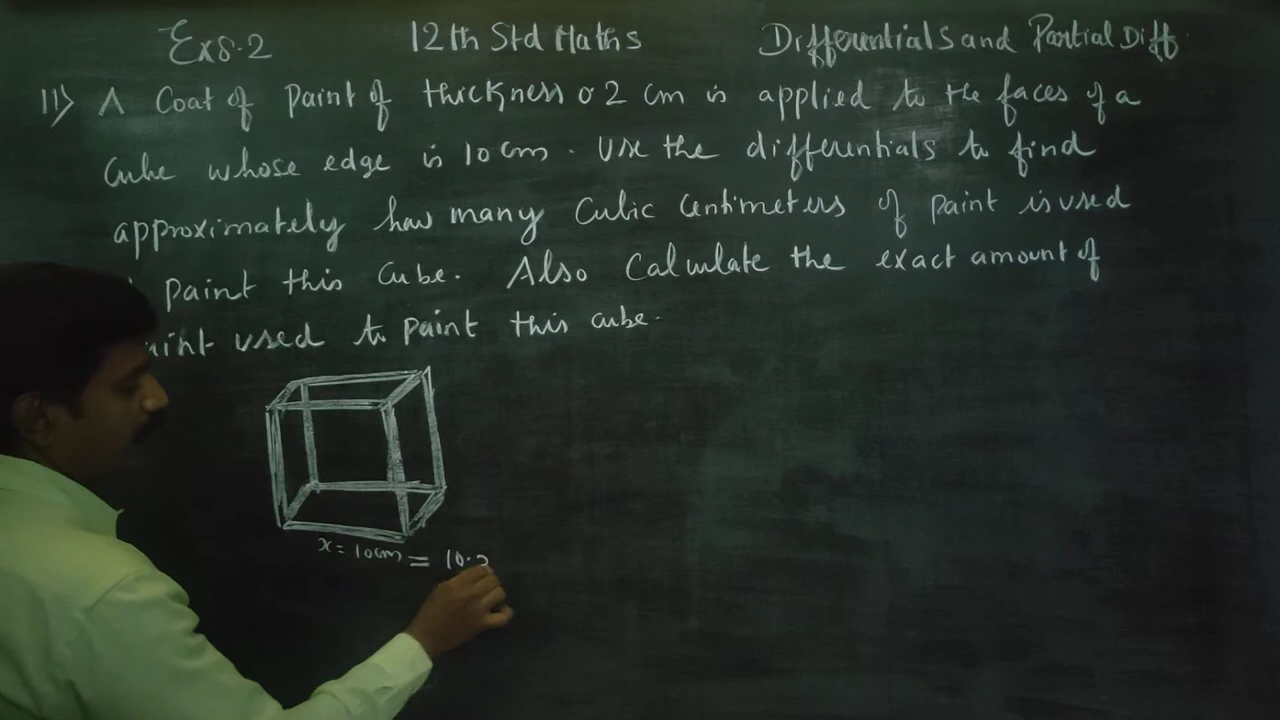 Ex 8.2 12th Std Maths Differentials and Partial Diff
11) A Coat of paint of thickness 0 2 cm is applied to the faces of a
Cube whose edge is 10 cm. Use the differentials to find
approximately how many Cubic Centimeters of paint is used
paint this Cube. Also Calculate the exact amount of
used to paint this cube.
x = 10cm = 10.2